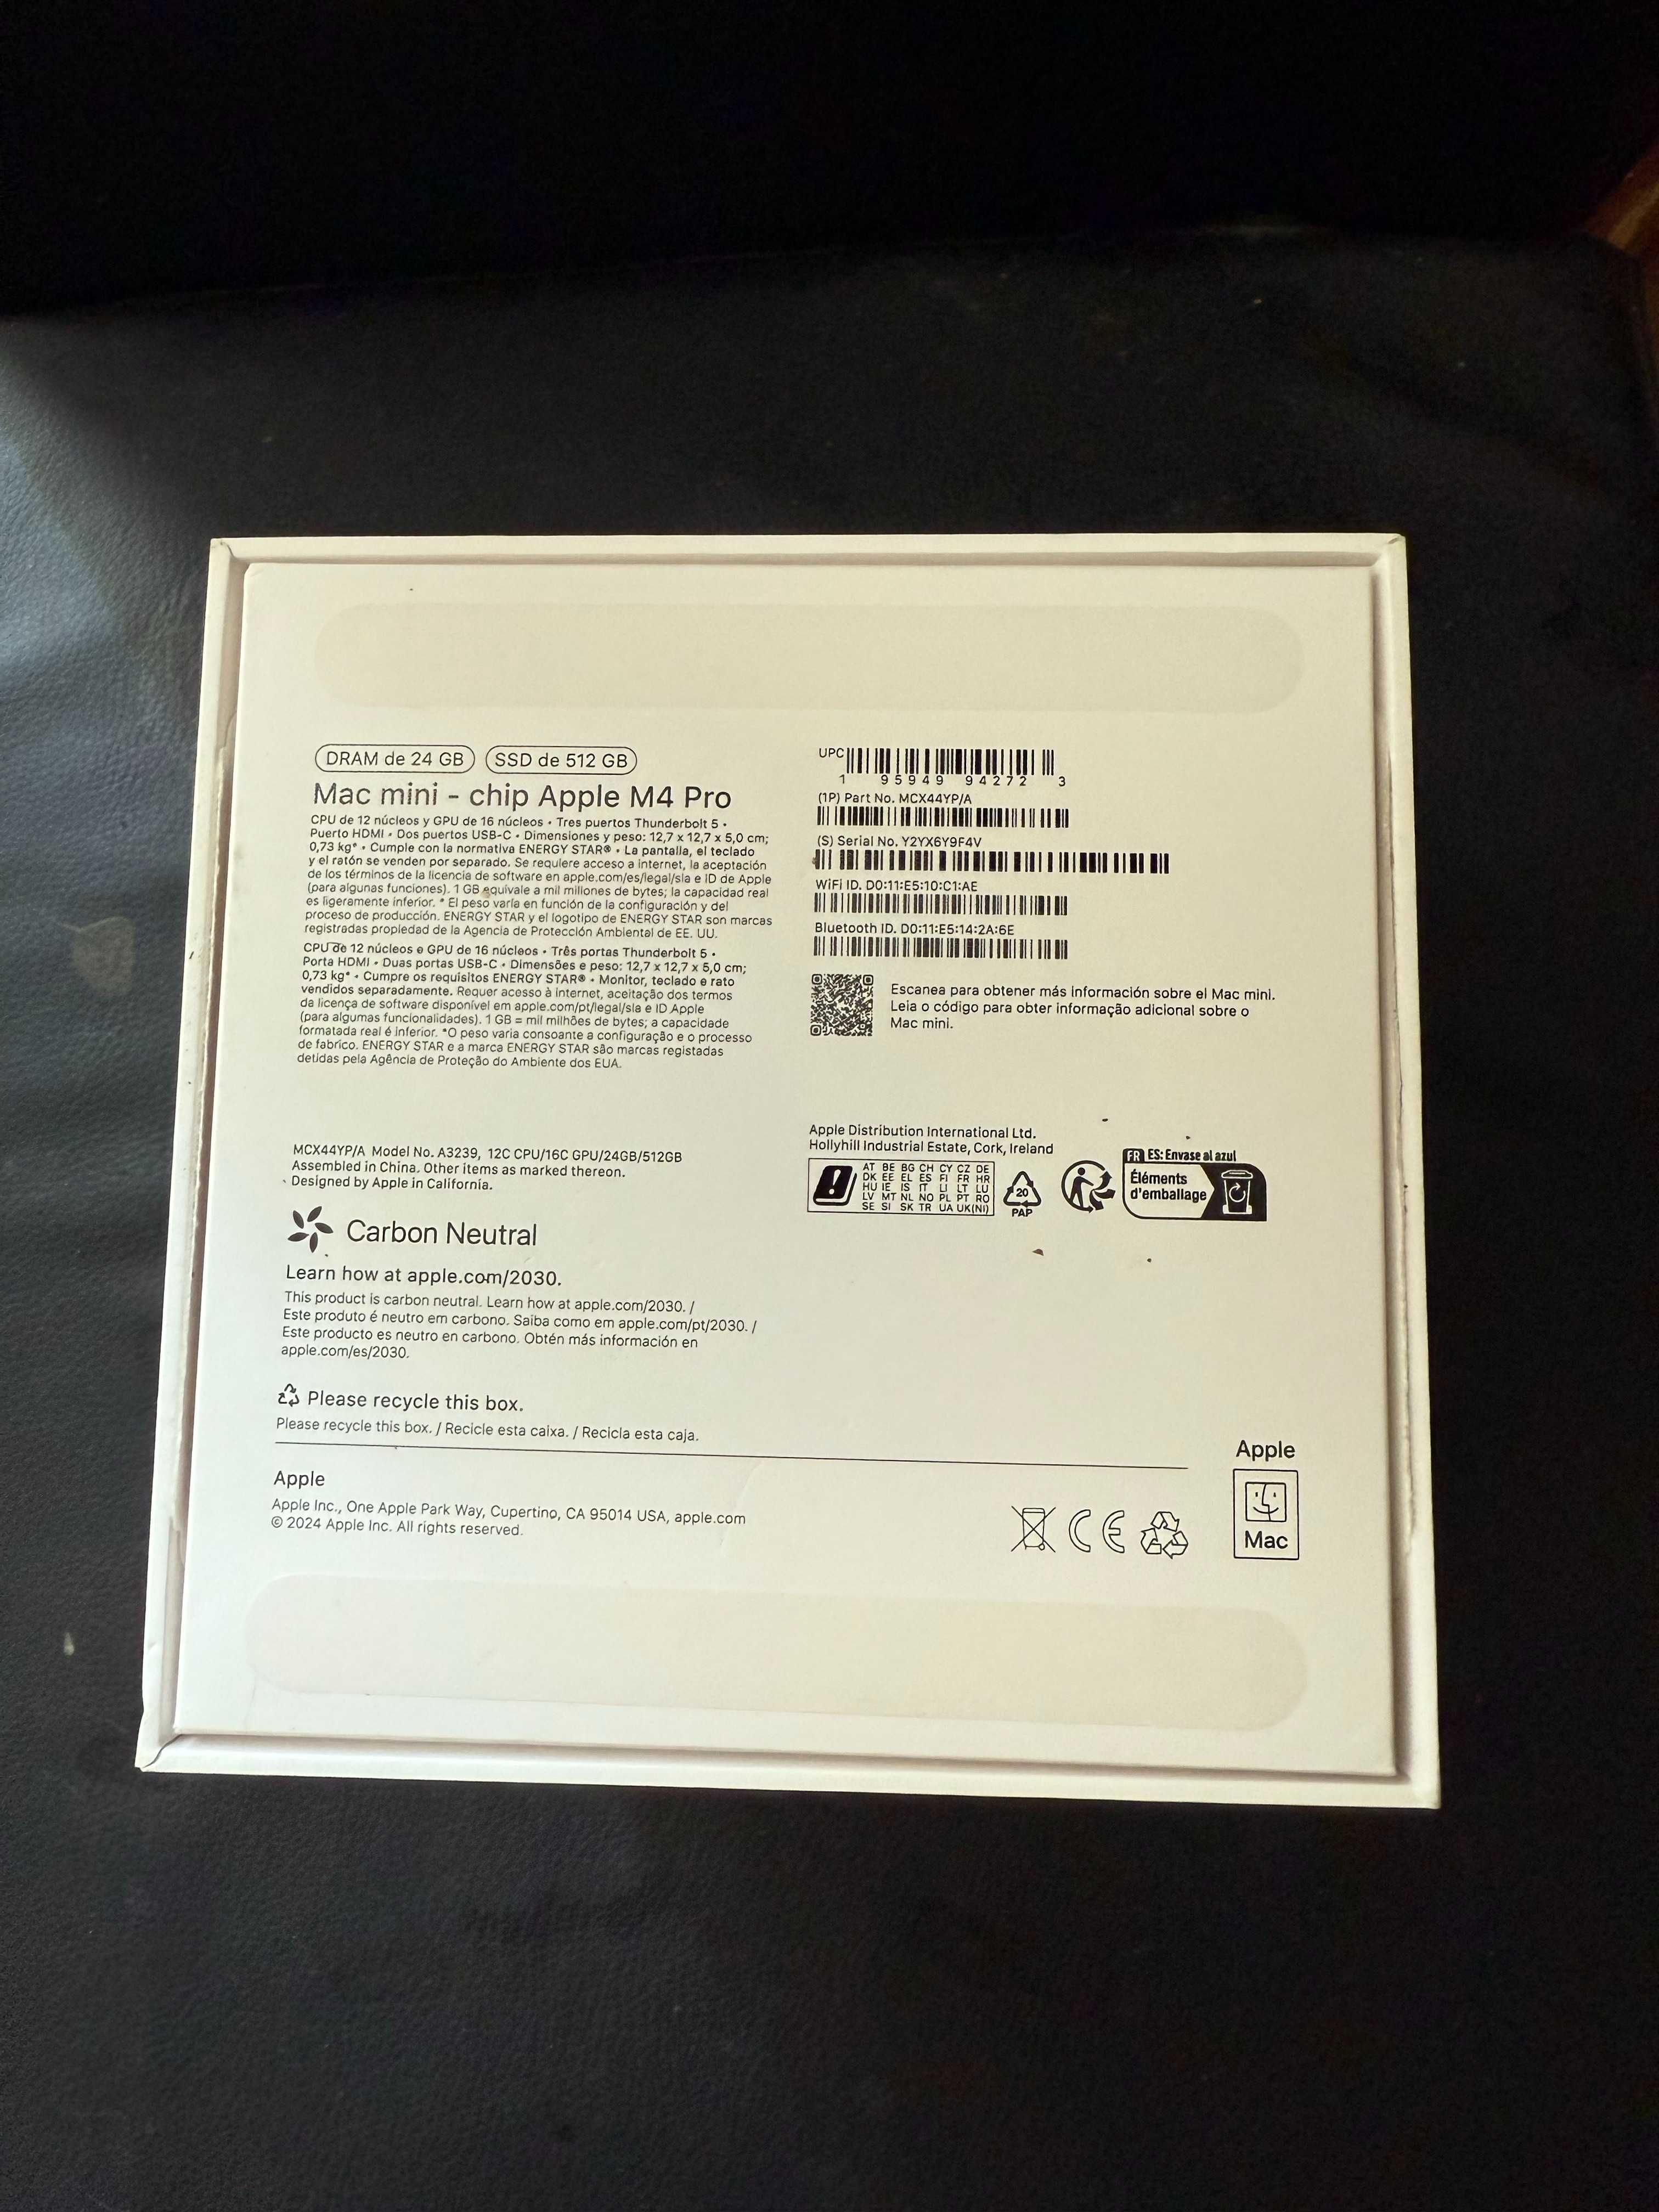 DRAM de 24 GB SSD de 512 GB
Mac mini - chip Apple M4 Pro
CPU de 12 núcleos y GPU de 16 núcleos • Tres puertos Thunderbolt 5 •
Puerto HDMI • Dos puertos USB-C • Dimensiones y peso: 12,7 x 12,7 x 5,0 cm;
0,73 kg* • Cumple con la normativa ENERGY STAR® • La pantalla, el teclado
y el ratón se venden por separado. Se requiere acceso a internet, la aceptación
de los términos de la licencia de software en apple.com/es/legal/sla e ID de Apple
(para algunas funciones). 1 GB equivale a mil millones de bytes; la capacidad real
es ligeramente inferior. * El peso varía en función de la configuración y del
proceso de producción. ENERGY STAR y el logotipo de ENERGY STAR son marcas
registradas propiedad de la Agencia de Protección Ambiental de EE. UU.
CPU de 12 núcleos e GPU de 16 núcleos • Três portas Thunderbolt 5 •
Porta HDMI • Duas portas USB-C • Dimensões e peso: 12,7 x 12,7 x 5,0 cm;
0,73 kg* • Cumpre os requisitos ENERGY STAR® • Monitor, teclado e rato
vendidos separadamente. Requer acesso à internet, aceitação dos termos
da licença de software disponível em apple.com/pt/legal/sla e ID Apple
(para algumas funcionalidades). 1 GB = mil milhões de bytes; a capacidade
formatada real é inferior. *O peso varia consoante a configuração e o processo
de fabrico. ENERGY STAR e a marca ENERGY STAR são marcas registadas
detidas pela Agência de Proteção do Ambiente dos EUA.
UPC
1 95949 94272 3
(1P) Part No. MCX44YP/A
(S) Serial No. Y2YX6Y9F4V
WiFi ID. D0:11:E5:10:C1:AE
Bluetooth ID. D0:11:E5:14:2A:6E
Escanea para obtener más información sobre el Mac mini.
Leia o código para obter informação adicional sobre o
Mac mini.
MCX44YP/A Model No. A3239, 12C CPU/16C GPU/24GB/512GB
Assembled in China. Other items as marked thereon.
Designed by Apple in California.
Apple Distribution International Ltd.
Hollyhill Industrial Estate, Cork, Ireland
AT BE BG CH CY CZ DE
DK EE EL ES FI FR HR
HU IE IS IT LI LT LU
LV MT NL NO PL PT RO
SE SI SK TR UA UK(NI)
20
PAP
FR ES: Envase al azul
Éléments
d'emballage
Carbon Neutral
Learn how at apple.com/2030.
This product is carbon neutral. Learn how at apple.com/2030. /
Este produto é neutro em carbono. Saiba como em apple.com/pt/2030. /
Este producto es neutro en carbono. Obtén más información en
apple.com/es/2030.
Please recycle this box.
Please recycle this box. / Recicle esta caixa. / Recicla esta caja.
Apple
Apple Inc., One Apple Park Way, Cupertino, CA 95014 USA, apple.com
© 2024 Apple Inc. All rights reserved.
CE
Apple
Mac